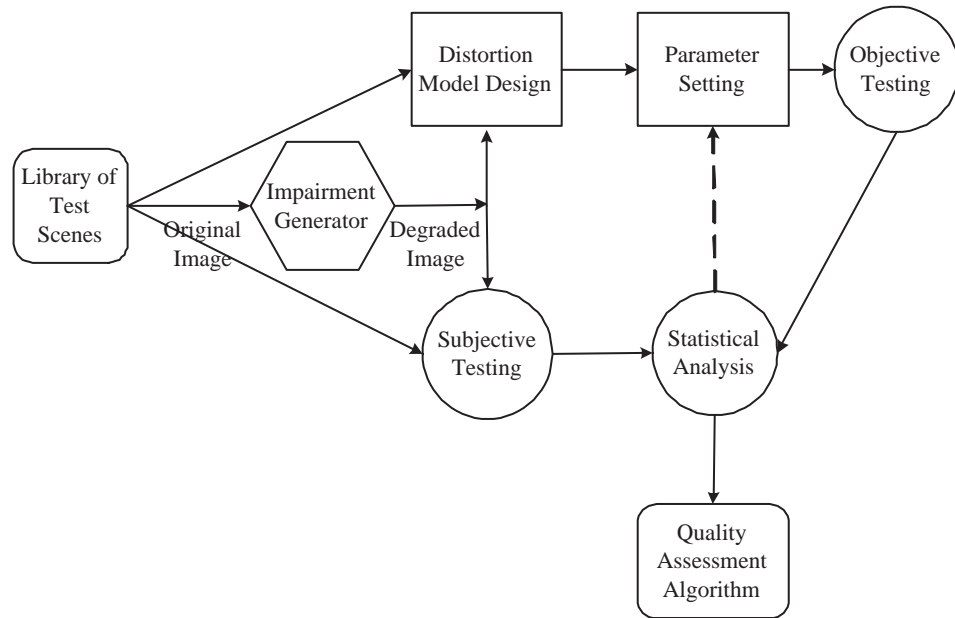 Distortion
Model Design
Parameter
Setting
Objective
Testing
Library of
Test
Scenes
Impairment
Generator
Original
Image
Degraded
Image
Subjective
Testing
Statistical
Analysis
Quality
Assessment
Algorithm